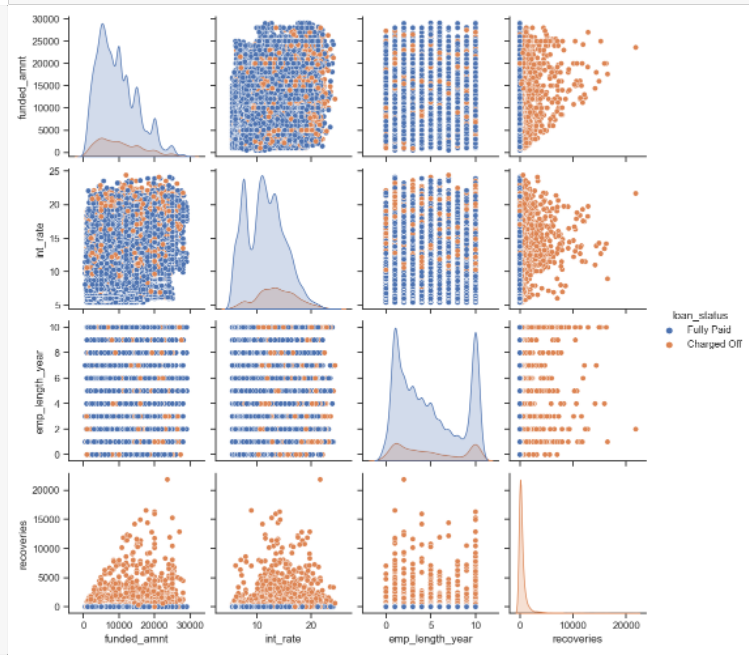 funded_amnt
30000
25000
20000
15000
10000
5000
0
int_rate
25
20
15
10
5
emp_length_year
10
8
6
4
2
0
recoveries
20000
15000
10000
5000
0
0 10000 20000 30000
funded_amnt
10 20
int_rate
0 5 10
emp_length_year
0 10000 20000
recoveries
loan_status
Fully Paid
Charged Off